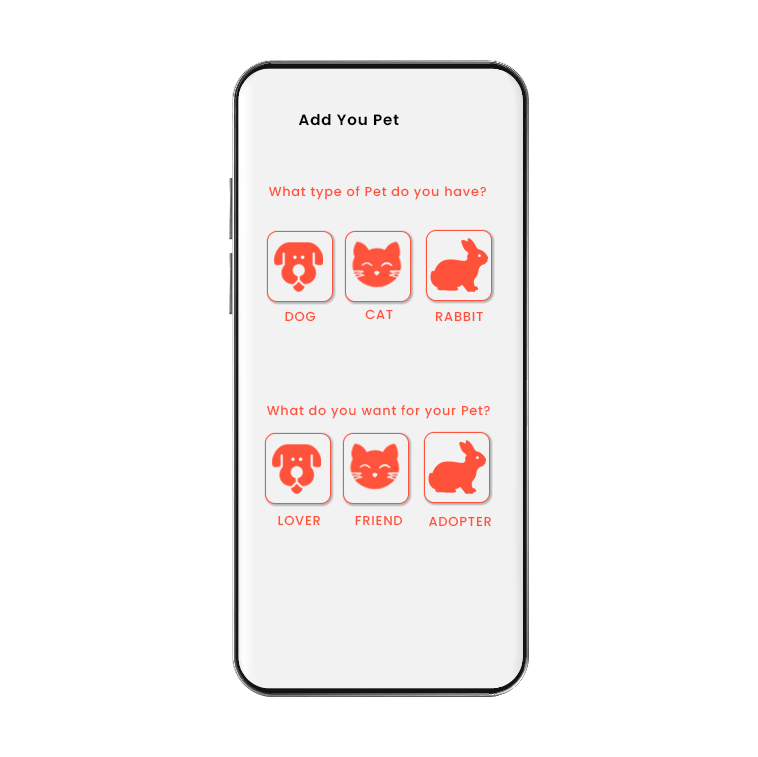 Add You Pet
What type of Pet do you have?
DOG CAT RABBIT
What do you want for your Pet?
LOVER FRIEND ADOPTER